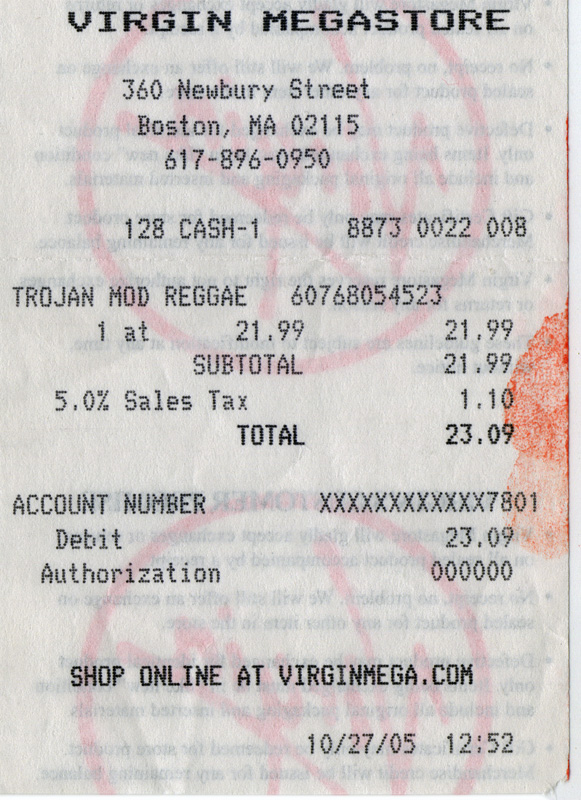 VIRGIN MEGASTORE
360 Newbury Street
Boston, MA 02115
617-896-0950
128 CASH-1 8873 0022 008
TROJAN MOD REGGAE 60768054523
1 at 21.99 21.99
SUBTOTAL 21.99
5.0% Sales Tax 1.10
TOTAL 23.09
ACCOUNT NUMBER XXXXXXXXXXXX7801
Debit 23.09
Authorization 000000
SHOP ONLINE AT VIRGINMEGA.COM
10/27/05 12:52